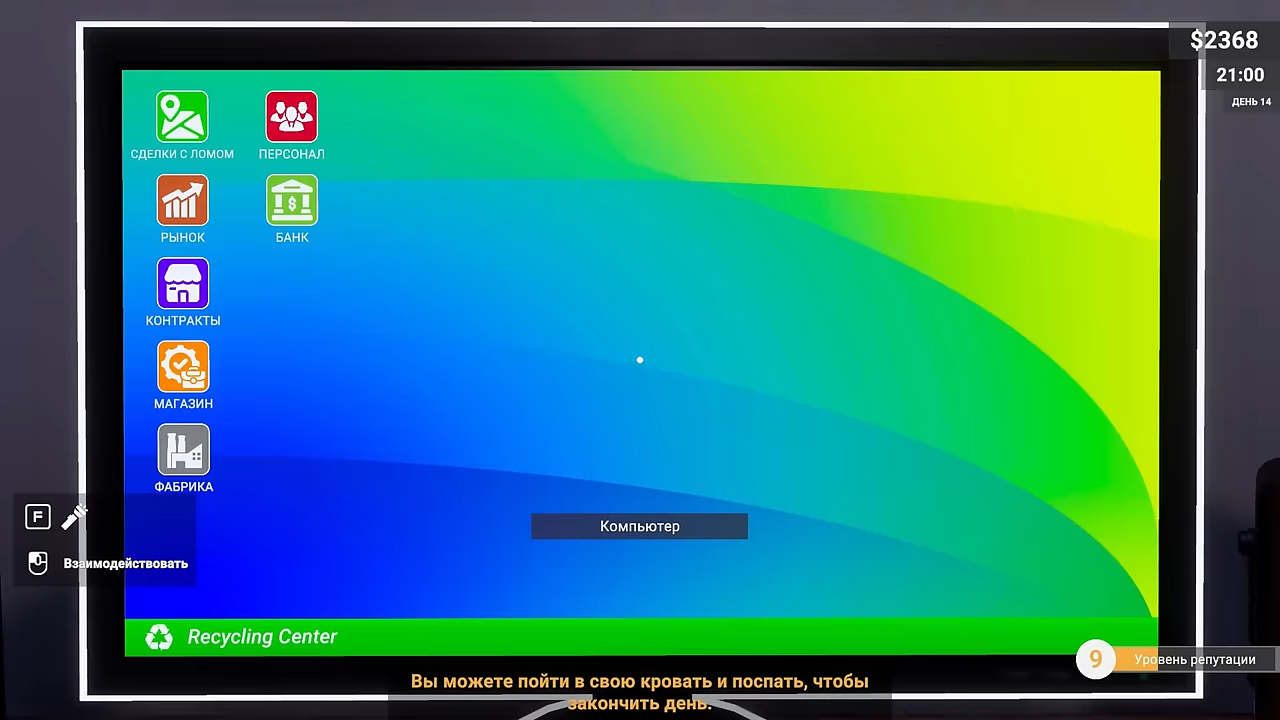 $2368
21:00
ДЕНЬ 14
СДЕЛКИ С ЛОМОМ
ПЕРСОНАЛ
РЫНОК
БАНК
КОНТРАКТЫ
МАГАЗИН
ФАБРИКА
F
Взаимодействовать
Компьютер
Recycling Center
9 Уровень репутации
Вы можете пойти в свою кровать и поспать, чтобы
закончить день.